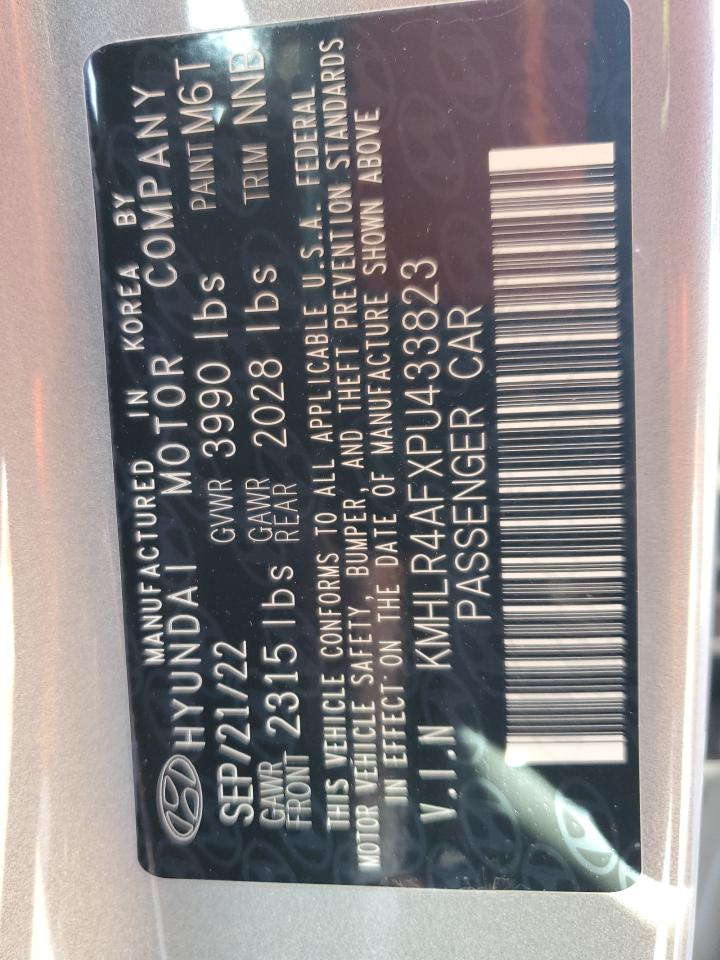 MANUFACTURED IN KOREA BY
HYUNDAI MOTOR COMPANY
SEP/21/22 GVWR 3990 lbs PAINT M6T
GAWR FRONT 2315 lbs GAWR REAR 2028 lbs TRIM NNB
THIS VEHICLE CONFORMS TO ALL APPLICABLE U.S.A. FEDERAL
MOTOR VEHICLE SAFETY, BUMPER, AND THEFT PREVENTION STANDARDS
IN EFFECT ON THE DATE OF MANUFACTURE SHOWN ABOVE
V.I.N KMHLR4AFXPU433823
PASSENGER CAR